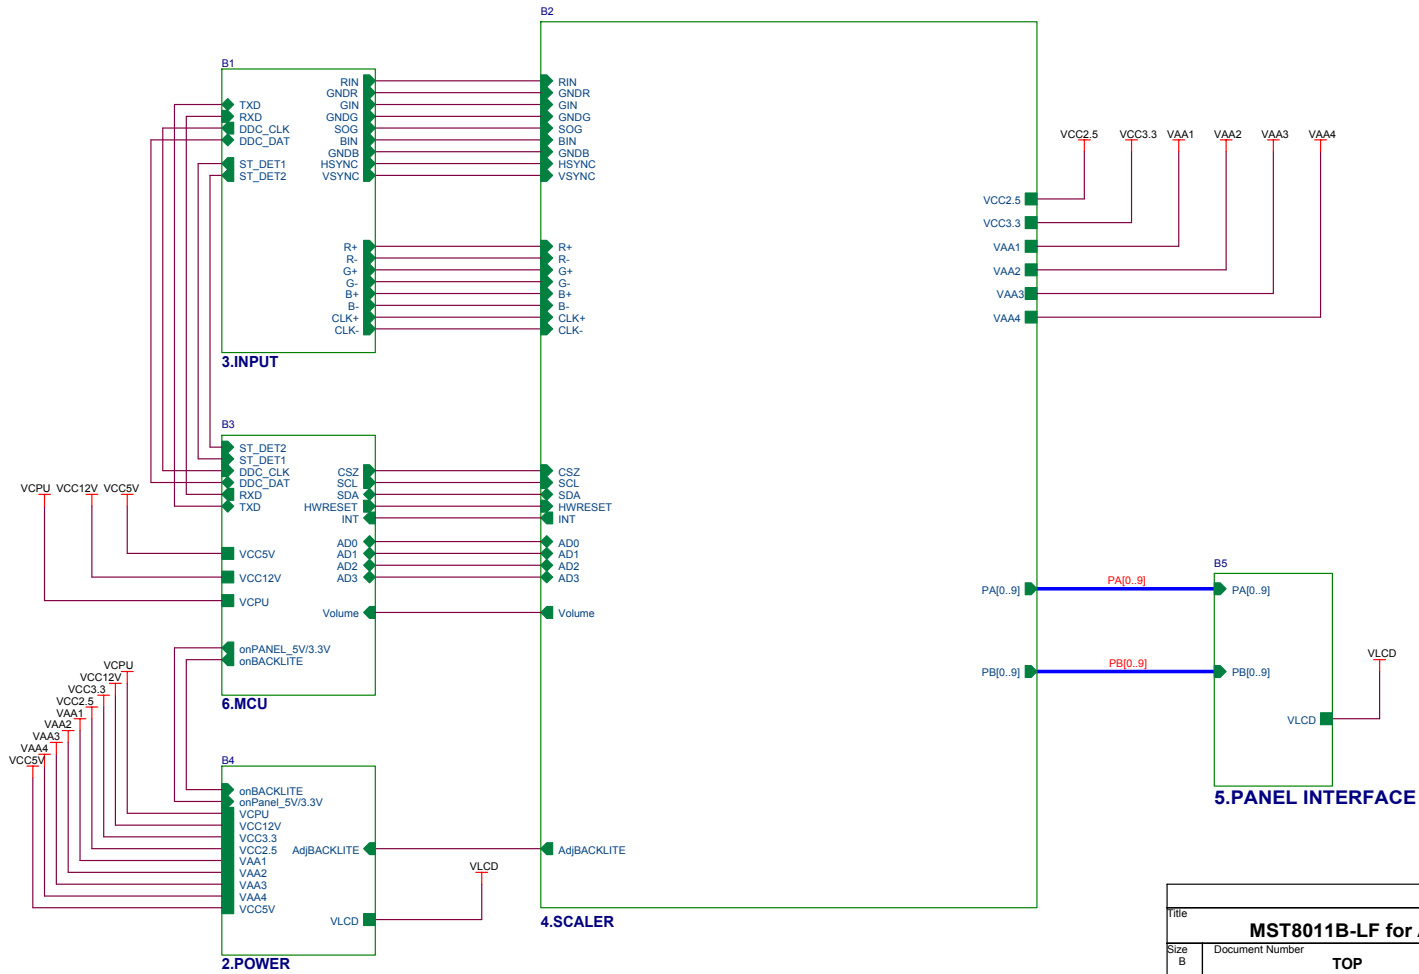 B1
TXD
RXD
DDC_CLK
DDC_DAT
ST_DET1
ST_DET2
RIN
GNDR
GIN
GNDG
SOG
BIN
GNDB
HSYNC
VSYNC
R+
R-
G+
G-
B+
B-
CLK+
CLK-
3.INPUT
B2
RIN
GNDR
GIN
GNDG
SOG
BIN
GNDB
HSYNC
VSYNC
R+
R-
G+
G-
B+
B-
CLK+
CLK-
CSZ
SCL
SDA
HWRESET
INT
AD0
AD1
AD2
AD3
Volume
AdjBACKLITE
VCC2.5
VCC3.3
VAA1
VAA2
VAA3
VAA4
PA[0..9]
PB[0..9]
4.SCALER
VCC2.5 VCC3.3 VAA1 VAA2 VAA3 VAA4
B3
ST_DET2
ST_DET1
DDC_CLK
DDC_DAT
RXD
TXD
VCC5V
VCC12V
VCPU
onPANEL_5V/3.3V
onBACKLITE
CSZ
SCL
SDA
HWRESET
INT
AD0
AD1
AD2
AD3
Volume
6.MCU
VCPU VCC12V VCC5V
VCPU
VCC12V
VCC3.3
VCC2.5
VAA1
VAA2
VAA3
VAA4
VCC5V
B4
onBACKLITE
onPanel_5V/3.3V
VCPU
VCC12V
VCC3.3
VCC2.5
VAA1
VAA2
VAA3
VAA4
VCC5V
AdjBACKLITE
VLCD
2.POWER
VLCD
PA[0..9]
PB[0..9]
B5
PA[0..9]
PB[0..9]
VLCD
5.PANEL INTERFACE
VLCD
Title
MST8011B-LF for
Size
B
Document Number
TOP